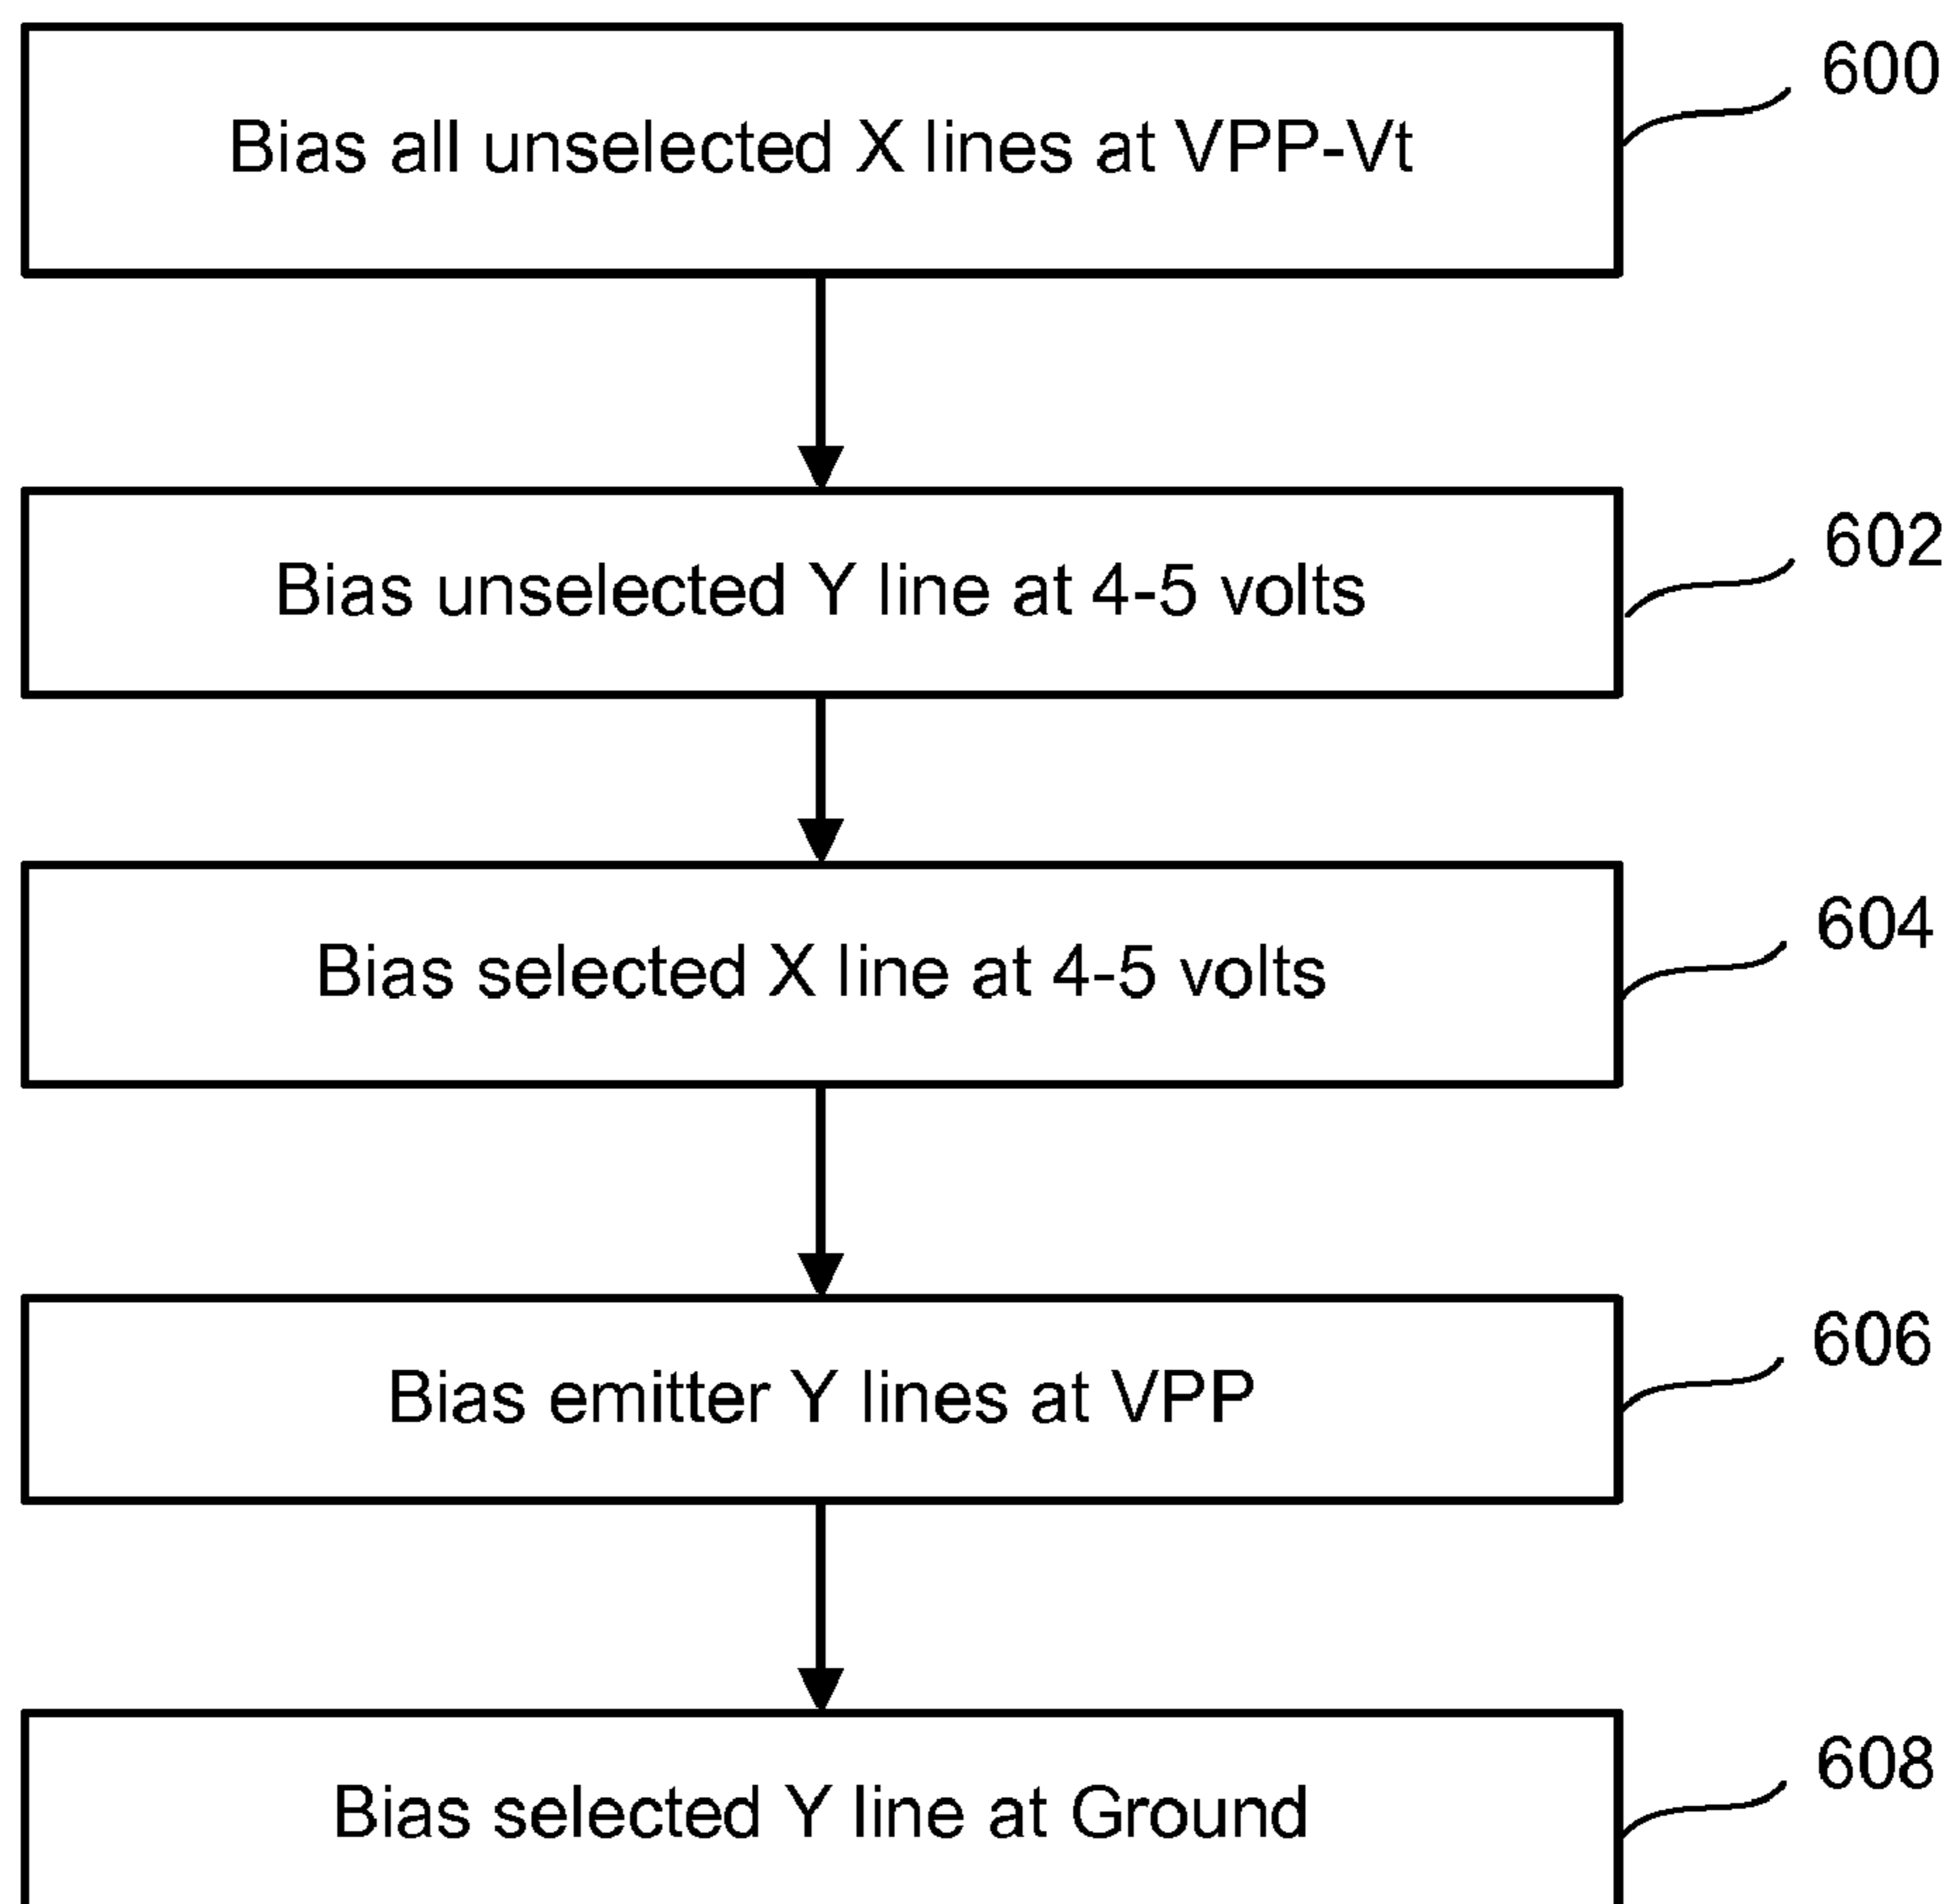 600
Bias all unselected X lines at VPP-Vt
602
Bias unselected Y line at 4-5 volts
604
Bias selected X line at 4-5 volts
606
Bias emitter Y lines at VPP
608
Bias selected Y line at Ground